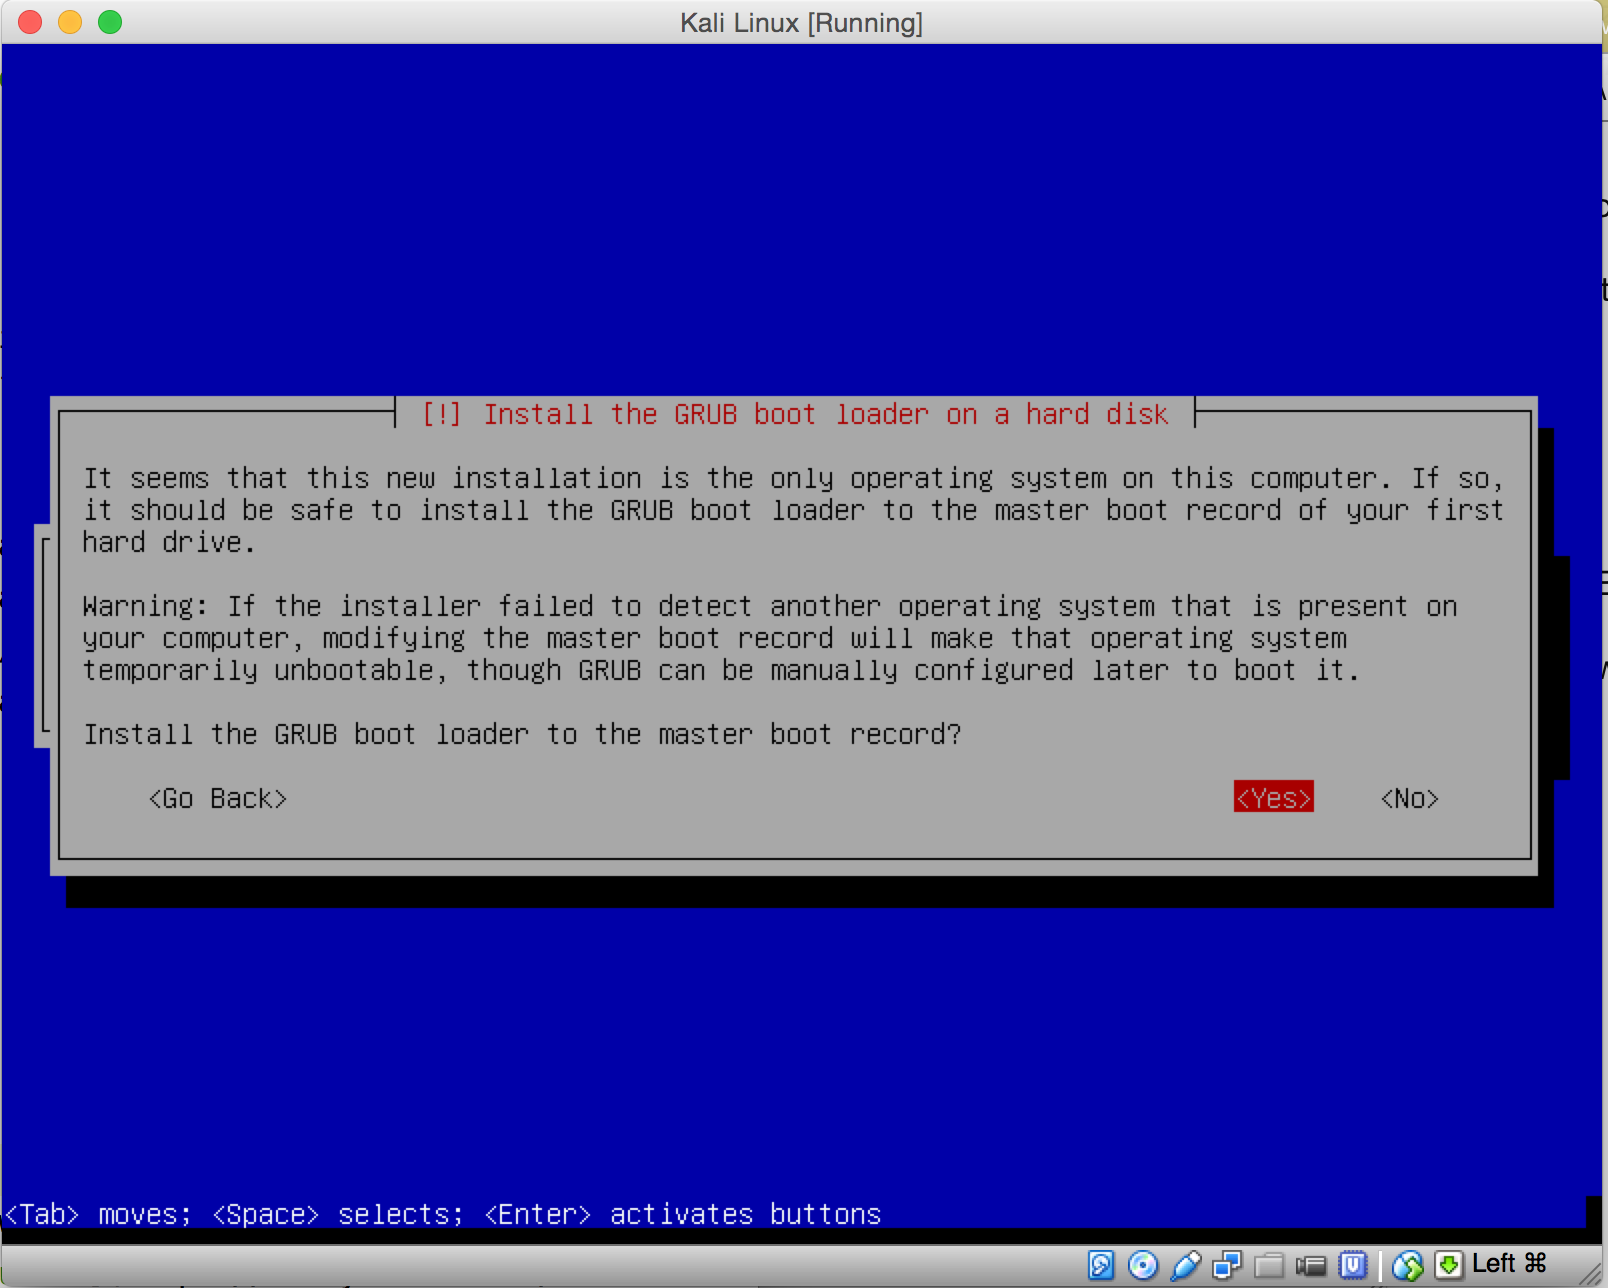 Kali Linux [Running]
[!] Install the GRUB boot loader on a hard disk
It seems that this new installation is the only operating system on this computer. If so,
it should be safe to install the GRUB boot loader to the master boot record of your first
hard drive.
Warning: If the installer failed to detect another operating system that is present on
your computer, modifying the master boot record will make that operating system
temporarily unbootable, though GRUB can be manually configured later to boot it.
Install the GRUB boot loader to the master boot record?
<Go Back> <Yes> <No>
<Tab> moves; <Space> selects; <Enter> activates buttons
Left ⌘